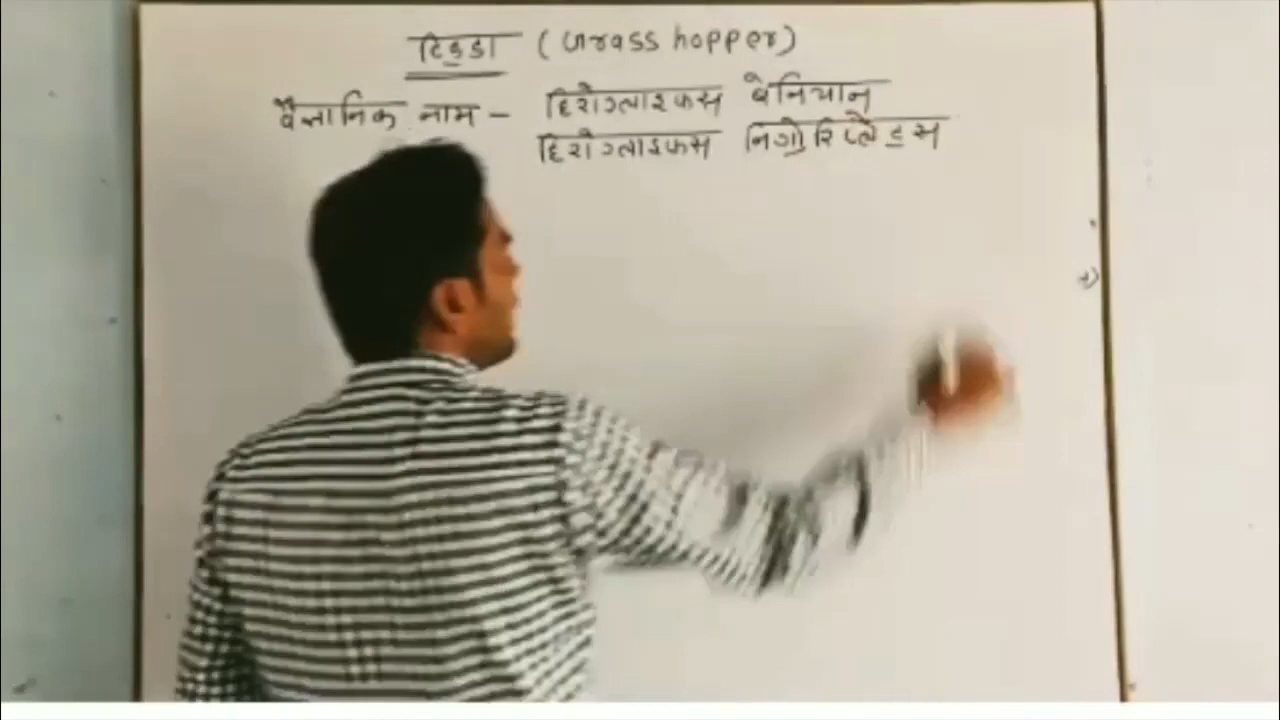 टिड्डा (Grass hopper)
वैज्ञानिक नाम - हिरोग्लाइफस बेनियान
हिरोग्लाइफस निग्रोरिप्लेट्स